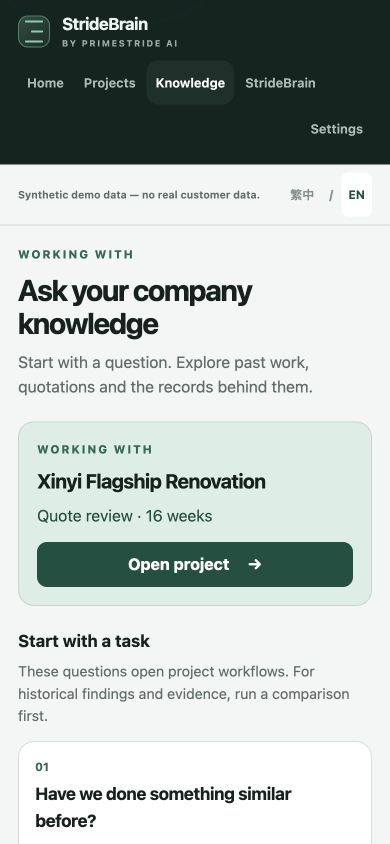 StrideBrain
BY PRIMESTRIDE AI
Home Projects Knowledge StrideBrain
Settings
Synthetic demo data — no real customer data. 繁中 / EN
WORKING WITH
Ask your company
knowledge
Start with a question. Explore past work,
quotations and the records behind them.
WORKING WITH
Xinyi Flagship Renovation
Quote review · 16 weeks
Open project →
Start with a task
These questions open project workflows. For
historical findings and evidence, run a comparison
first.
01
Have we done something similar
before?